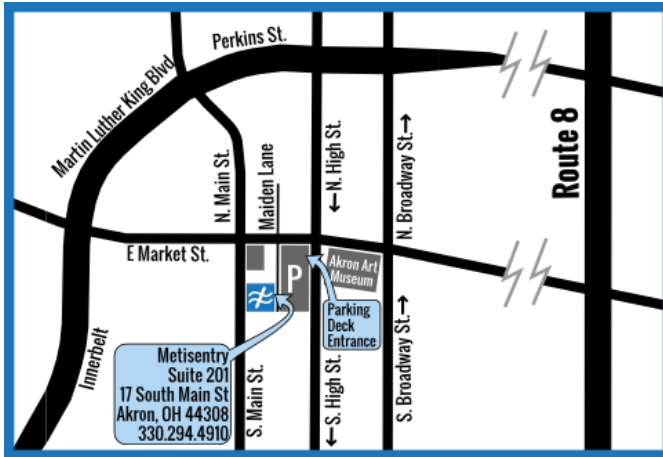 Perkins St.
Martin Luther King Blvd
N. Main St.
Maiden Lane
←N. High St.
N. Broadway St.→
Route 8
E Market St.
P
Akron Art
Museum
Parking
Deck
Entrance
Innerbelt
Metisentry
Suite 201
17 South Main St
Akron, OH 44308
330.294.4910
S. Main St.
←S. High St.
S. Broadway St.→